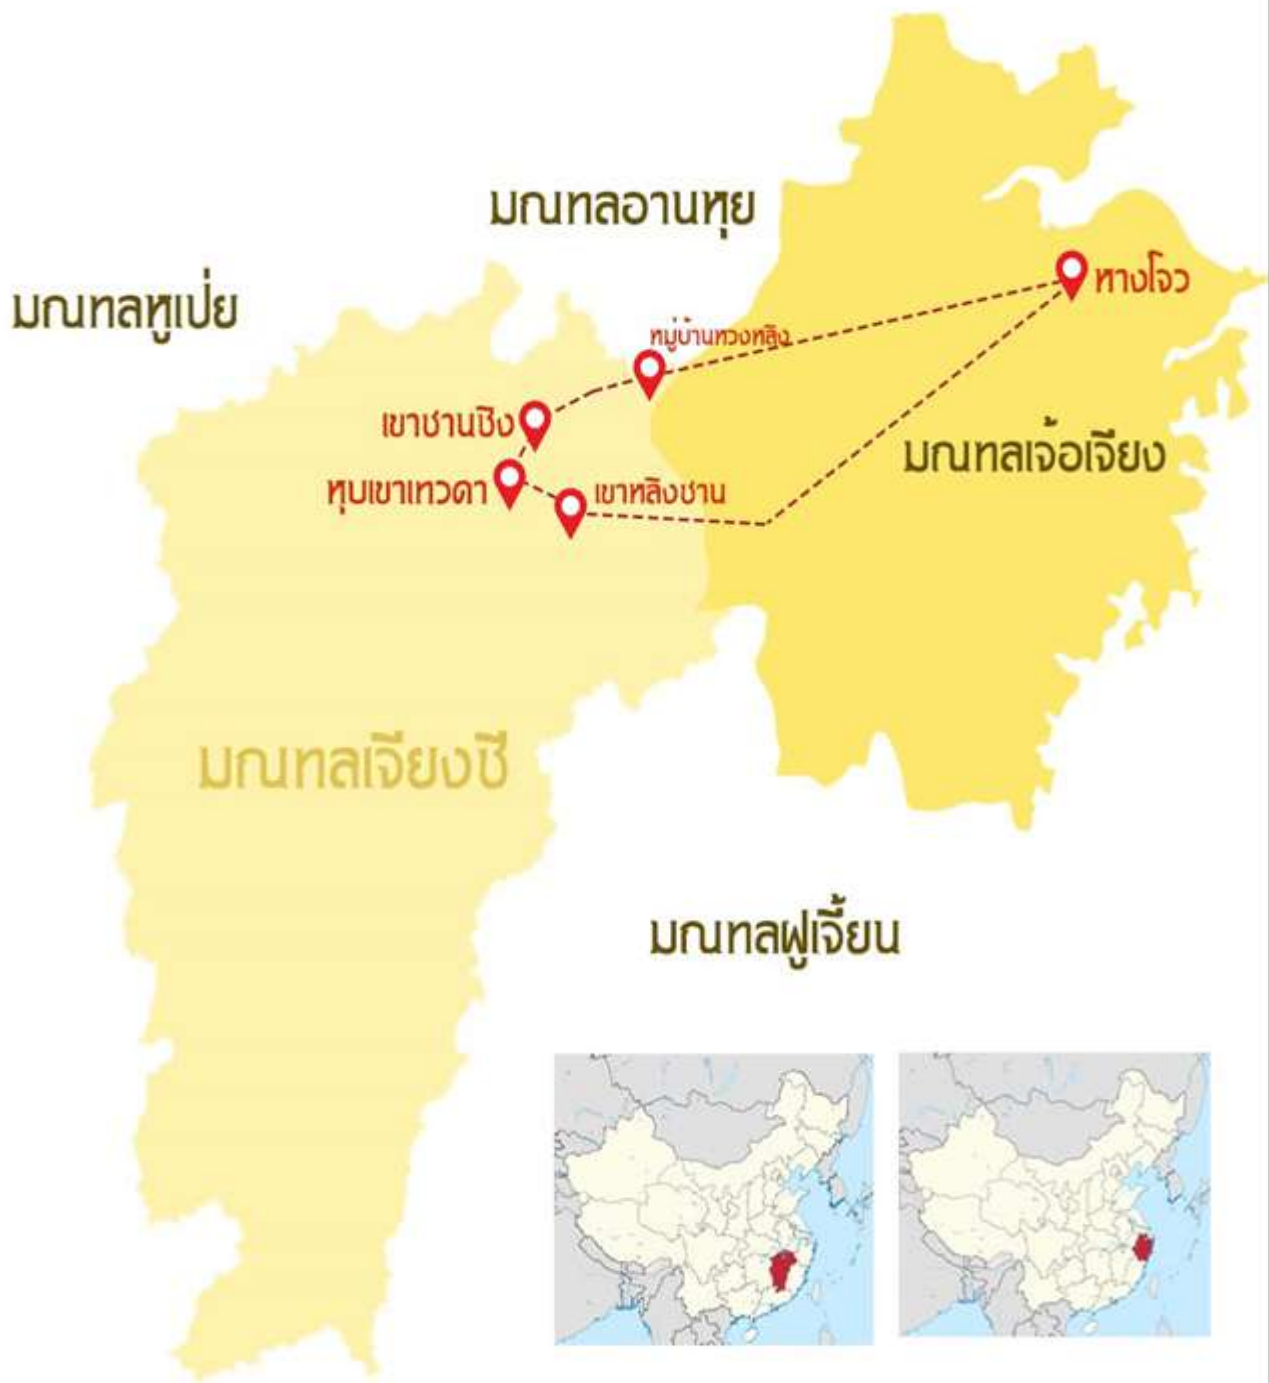 มณฑลอานหุย
มณฑลหูเป่ย
หางโจว
หมู่บ้านหวงหลิง
เขาซานชิง
มณฑลเจ้อเจียง
หุบเขาเทวดา
เขาหลิงซาน
มณฑลเจียงซี
มณฑลฝูเจี้ยน